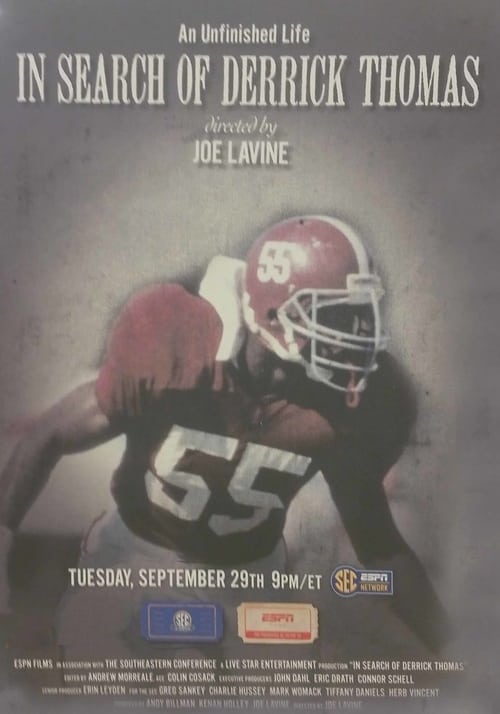 An Unfinished Life
IN SEARCH OF DERRICK THOMAS
directed by
JOE LAVINE
55
55
TUESDAY, SEPTEMBER 29TH 9PM/ET
SEC ESPN NETWORK
SEC
ESPN
ESPN FILMS IN ASSOCIATION WITH THE SOUTHEASTERN CONFERENCE & LIVE STAR ENTERTAINMENT PRODUCTION "IN SEARCH OF DERRICK THOMAS"
EDITED BY ANDREW MORREALE ACE COLIN COSACK EXECUTIVE PRODUCERS JOHN DAHL ERIC DRATH CONNOR SCHELL
SENIOR PRODUCER ERIN LEYDEN FOR THE SEC GREG SANKEY CHARLIE HUSSEY MARK WOMACK TIFFANY DANIELS HERB VINCENT
PRODUCED BY ANDY BILLMAN KENAN HOLLEY JOE LAVINE DIRECTED BY JOE LAVINE